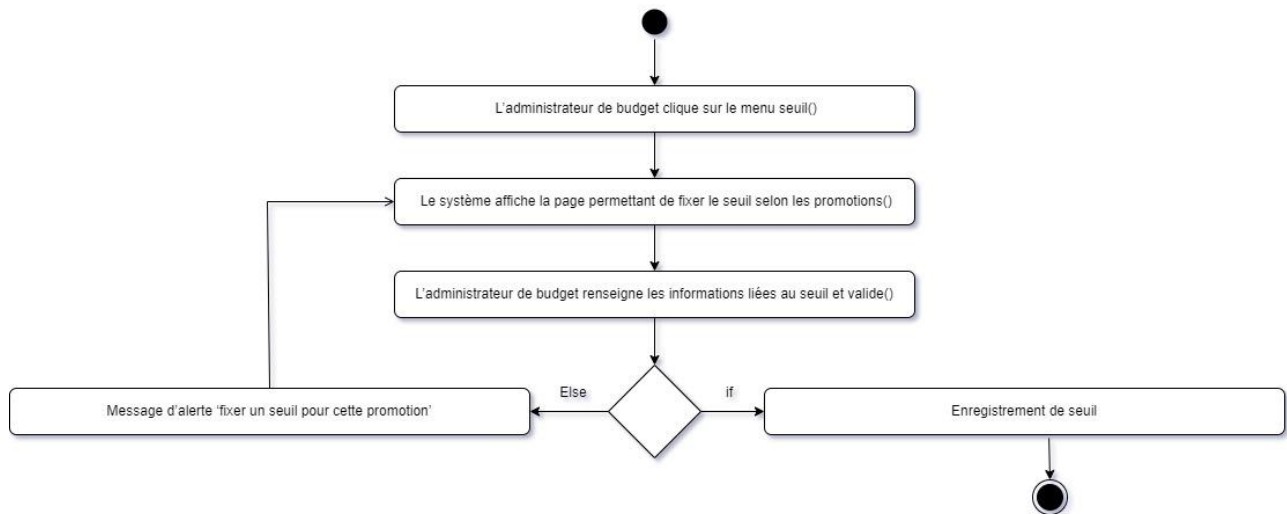 L'administrateur de budget clique sur le menu seuil()
Le système affiche la page permettant de fixer le seuil selon les promotions()
L'administrateur de budget renseigne les informations liées au seuil et valide()
Else
if
Message d'alerte ‘fixer un seuil pour cette promotion’
Enregistrement de seuil